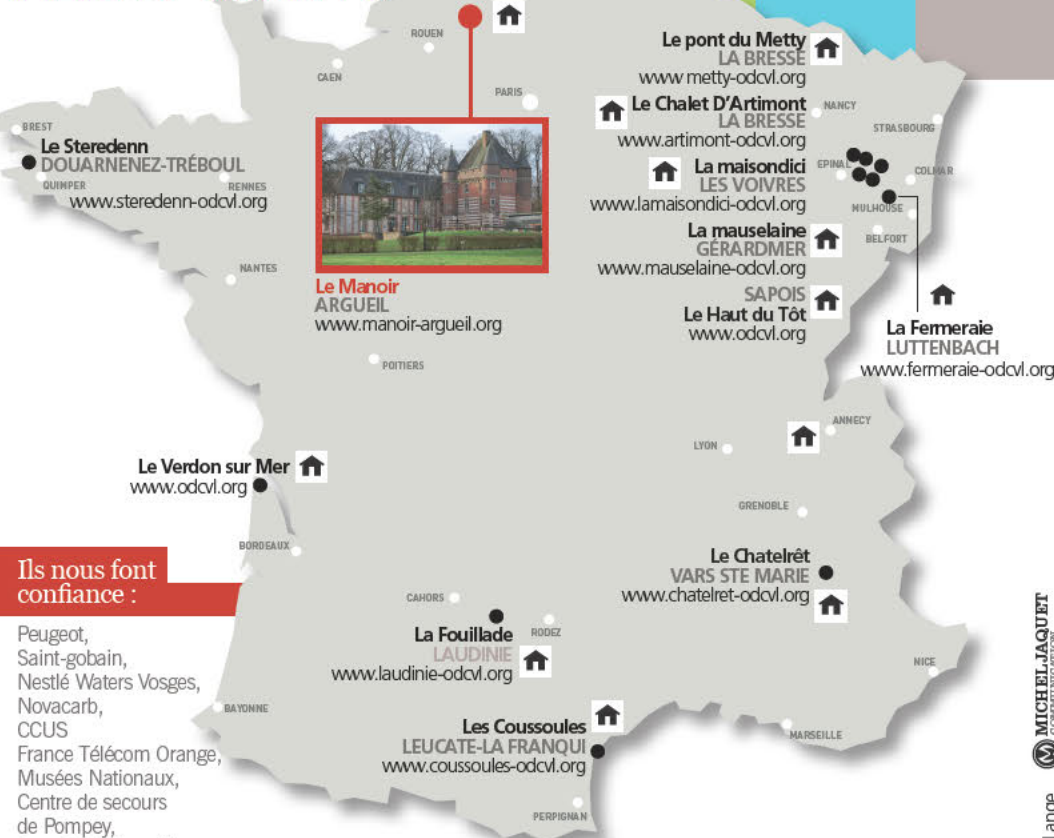 ROUEN
CAEN
PARIS
Le pont du Metty
LA BRESSE
www metty-odcvl.org
Le Chalet D'Artimont
LA BRESSE
www.artimont-odcvl.org
NANCY
STRASBOURG
La maisondici
LES VOIVRES
www.lamaisondici-odcvl.org
EPINAL
COLMAR
MULHOUSE
BELFORT
La mauselaine
GÉRARDMER
www.mauselaine-odcvl.org
SAPOIS
Le Haut du Tôt
www.odcvl.org
La Fermeraie
LUTTENBACH
www.fermeraie-odcvl.org
BREST
Le Steredenn
DOUARNENEZ-TRÉBOUL
QUIMPER
RENNES
www.steredenn-odcvl.org
NANTES
Le Manoir
ARGUEIL
www.manoir-argueil.org
POITIERS
ANNECY
LYON
Le Verdon sur Mer
www.odcvl.org
GRENOBLE
BORDEAUX
Le Chatelrêt
VARS STE MARIE
www.chatelret-odcvl.org
CAHORS
La Fouillade
RODEZ
LAUDINIE
www.laudinie-odcvl.org
NICE
BAYONNE
MARSEILLE
Les Coussoules
LEUCATE-LA FRANQUI
www.coussoules-odcvl.org
PERPIGNAN
Ils nous font
confiance :
Peugeot,
Saint-gobain,
Nestlé Waters Vosges,
Novacarb,
CCUS
France Télécom Orange,
Musées Nationaux,
Centre de secours
de Pompey,
MICHELJAQUET
COMMUNICATION